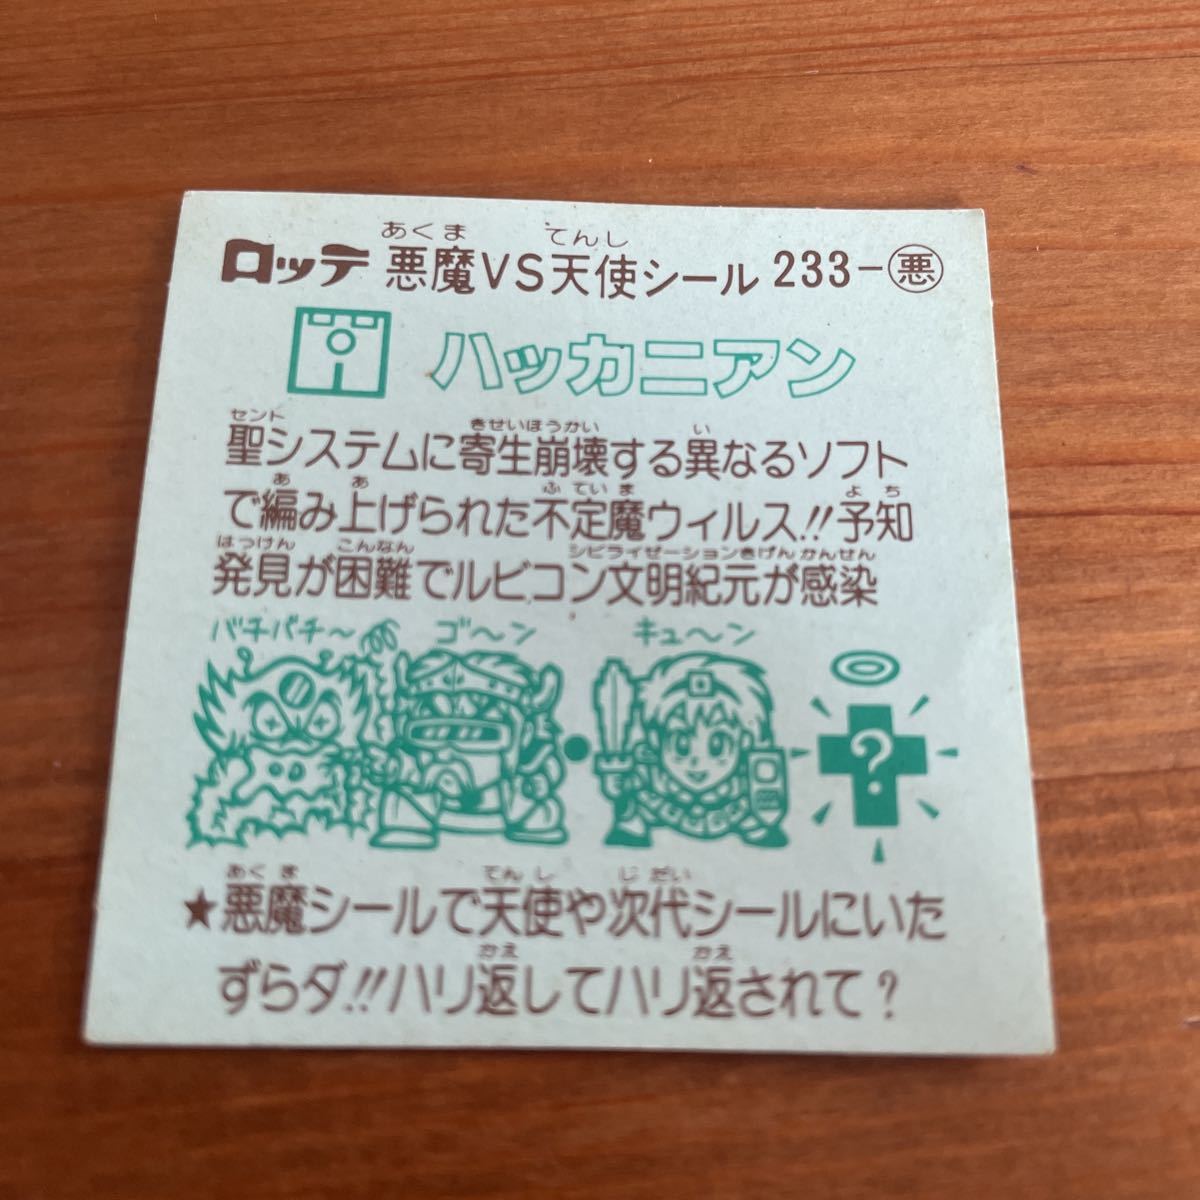 あくま てんし
ロッテ 悪魔VS天使シール 233-悪
ハッカニアン
セント きせいほうかい い
聖システムに寄生崩壊する異なるソフト
あ あ ふていま よち
で編み上げられた不定魔ウィルス!!予知
はっけん こんなん シビライゼーションきげん かんせん
発見が困難でルビコン文明紀元が感染
バチバチ〜 ゴ〜ン キュ〜ン
?
あくま てんし じだい
★悪魔シールで天使や次代シールにいた
かえ かえ
ずらダ!!ハリ返してハリ返されて?